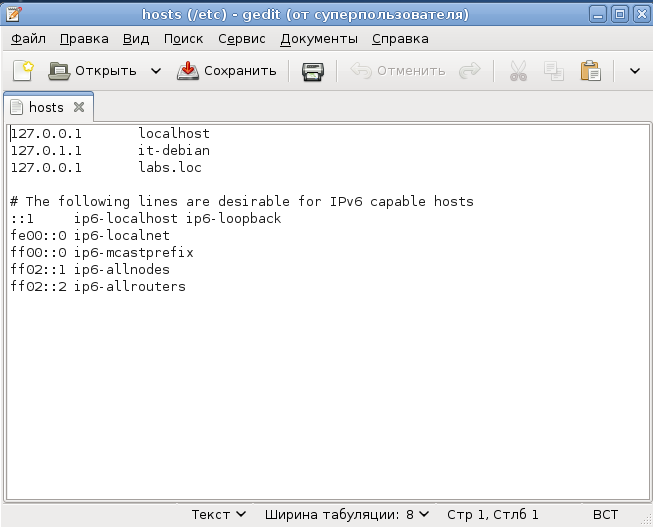 hosts (/etc) - gedit (от суперпользователя)
Файл Правка Вид Поиск Сервис Документы Справка
Открыть Сохранить Отменить
hosts
127.0.0.1 localhost
127.0.1.1 it-debian
127.0.0.1 labs.loc
# The following lines are desirable for IPv6 capable hosts
::1 ip6-localhost ip6-loopback
fe00::0 ip6-localnet
ff00::0 ip6-mcastprefix
ff02::1 ip6-allnodes
ff02::2 ip6-allrouters
Текст Ширина табуляции: 8 Стр 1, Стлб 1 ВСТ